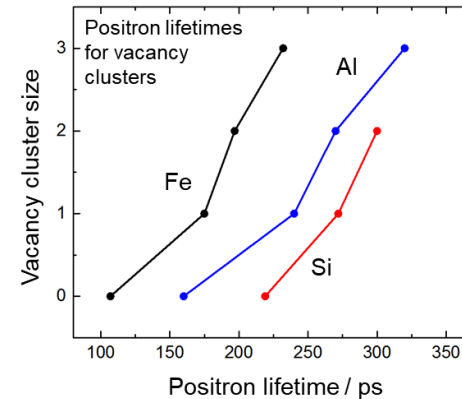 Positron lifetimes
for vacancy
clusters
Al
Fe
Si
Vacancy cluster size
3
2
1
0
100 150 200 250 300 350
Positron lifetime / ps